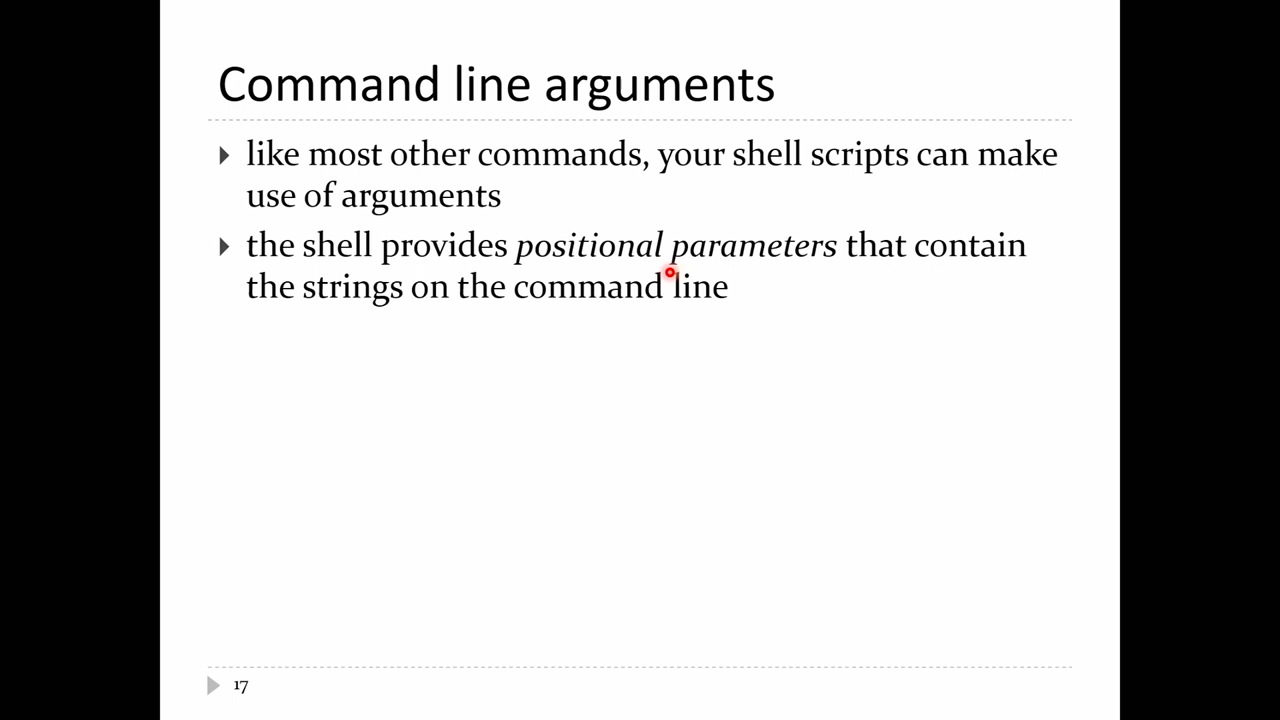 Command line arguments
like most other commands, your shell scripts can make
use of arguments
the shell provides positional parameters that contain
the strings on the command line
17